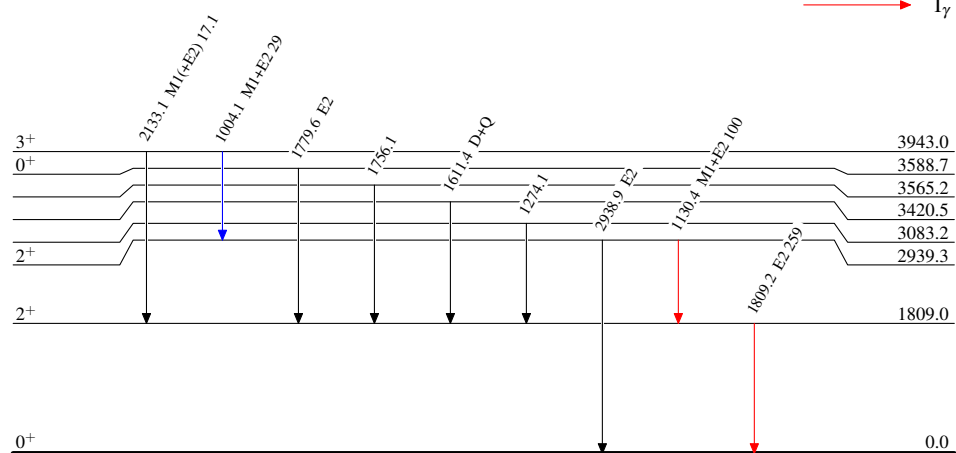 I_γ
2133.1 M1(+E2) 17.1
1004.1 M1+E2 29
1779.6 E2
1756.1
1611.4 D+Q
1274.1
2938.9 E2
1130.4 M1+E2 100
1809.2 E2 259
3⁺ 3943.0
0⁺ 3588.7
3565.2
3420.5
3083.2
2⁺ 2939.3
2⁺ 1809.0
0⁺ 0.0